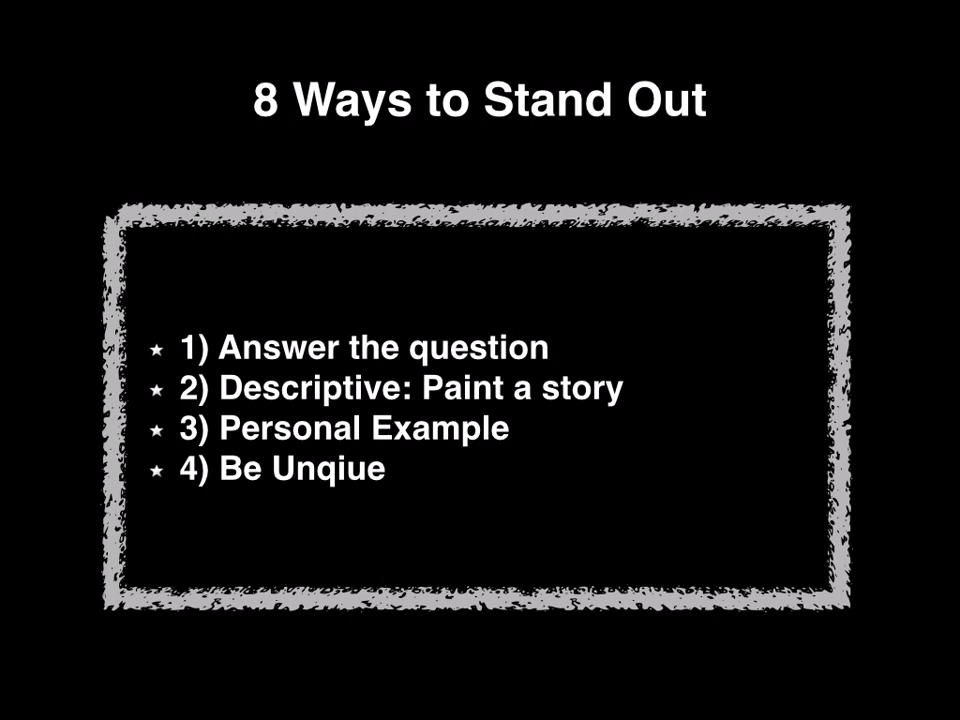 8 Ways to Stand Out
★ 1) Answer the question
★ 2) Descriptive: Paint a story
★ 3) Personal Example
★ 4) Be Unqiue